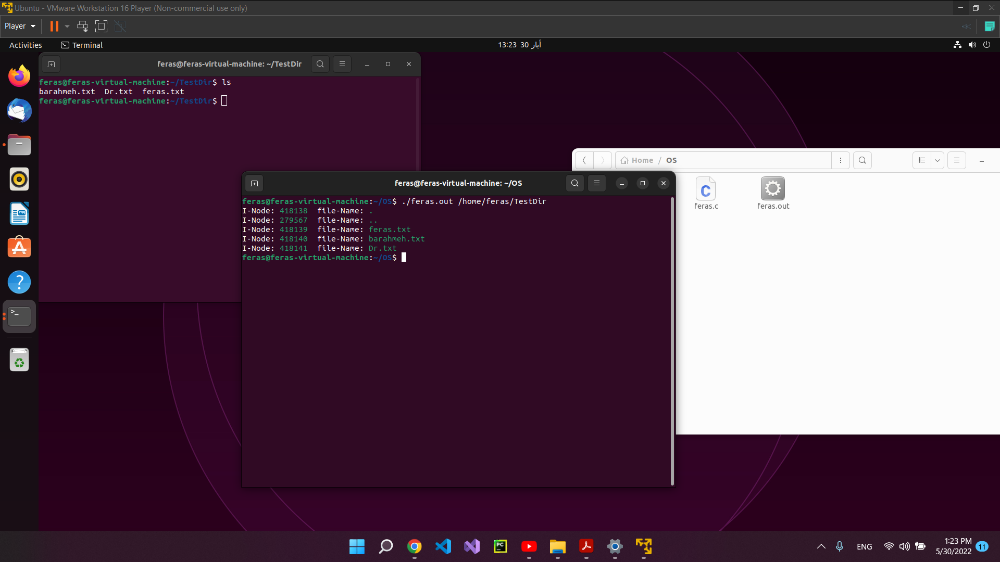 Ubuntu - VMware Workstation 16 Player (Non-commercial use only)
Player
Activities
Terminal
13:23 30 أيار
feras@feras-virtual-machine: ~/TestDir
feras@feras-virtual-machine:~/TestDir$ ls
barahmeh.txt  Dr.txt  feras.txt
feras@feras-virtual-machine:~/TestDir$
Home / OS
feras.c
feras.out
feras@feras-virtual-machine: ~/OS
feras@feras-virtual-machine:~/OS$ ./feras.out /home/feras/TestDir
I-Node: 418138  file-Name: .
I-Node: 279567  file-Name: ..
I-Node: 418139  file-Name: feras.txt
I-Node: 418140  file-Name: barahmeh.txt
I-Node: 418141  file-Name: Dr.txt
feras@feras-virtual-machine:~/OS$
PC
ENG
1:23 PM
5/30/2022
11